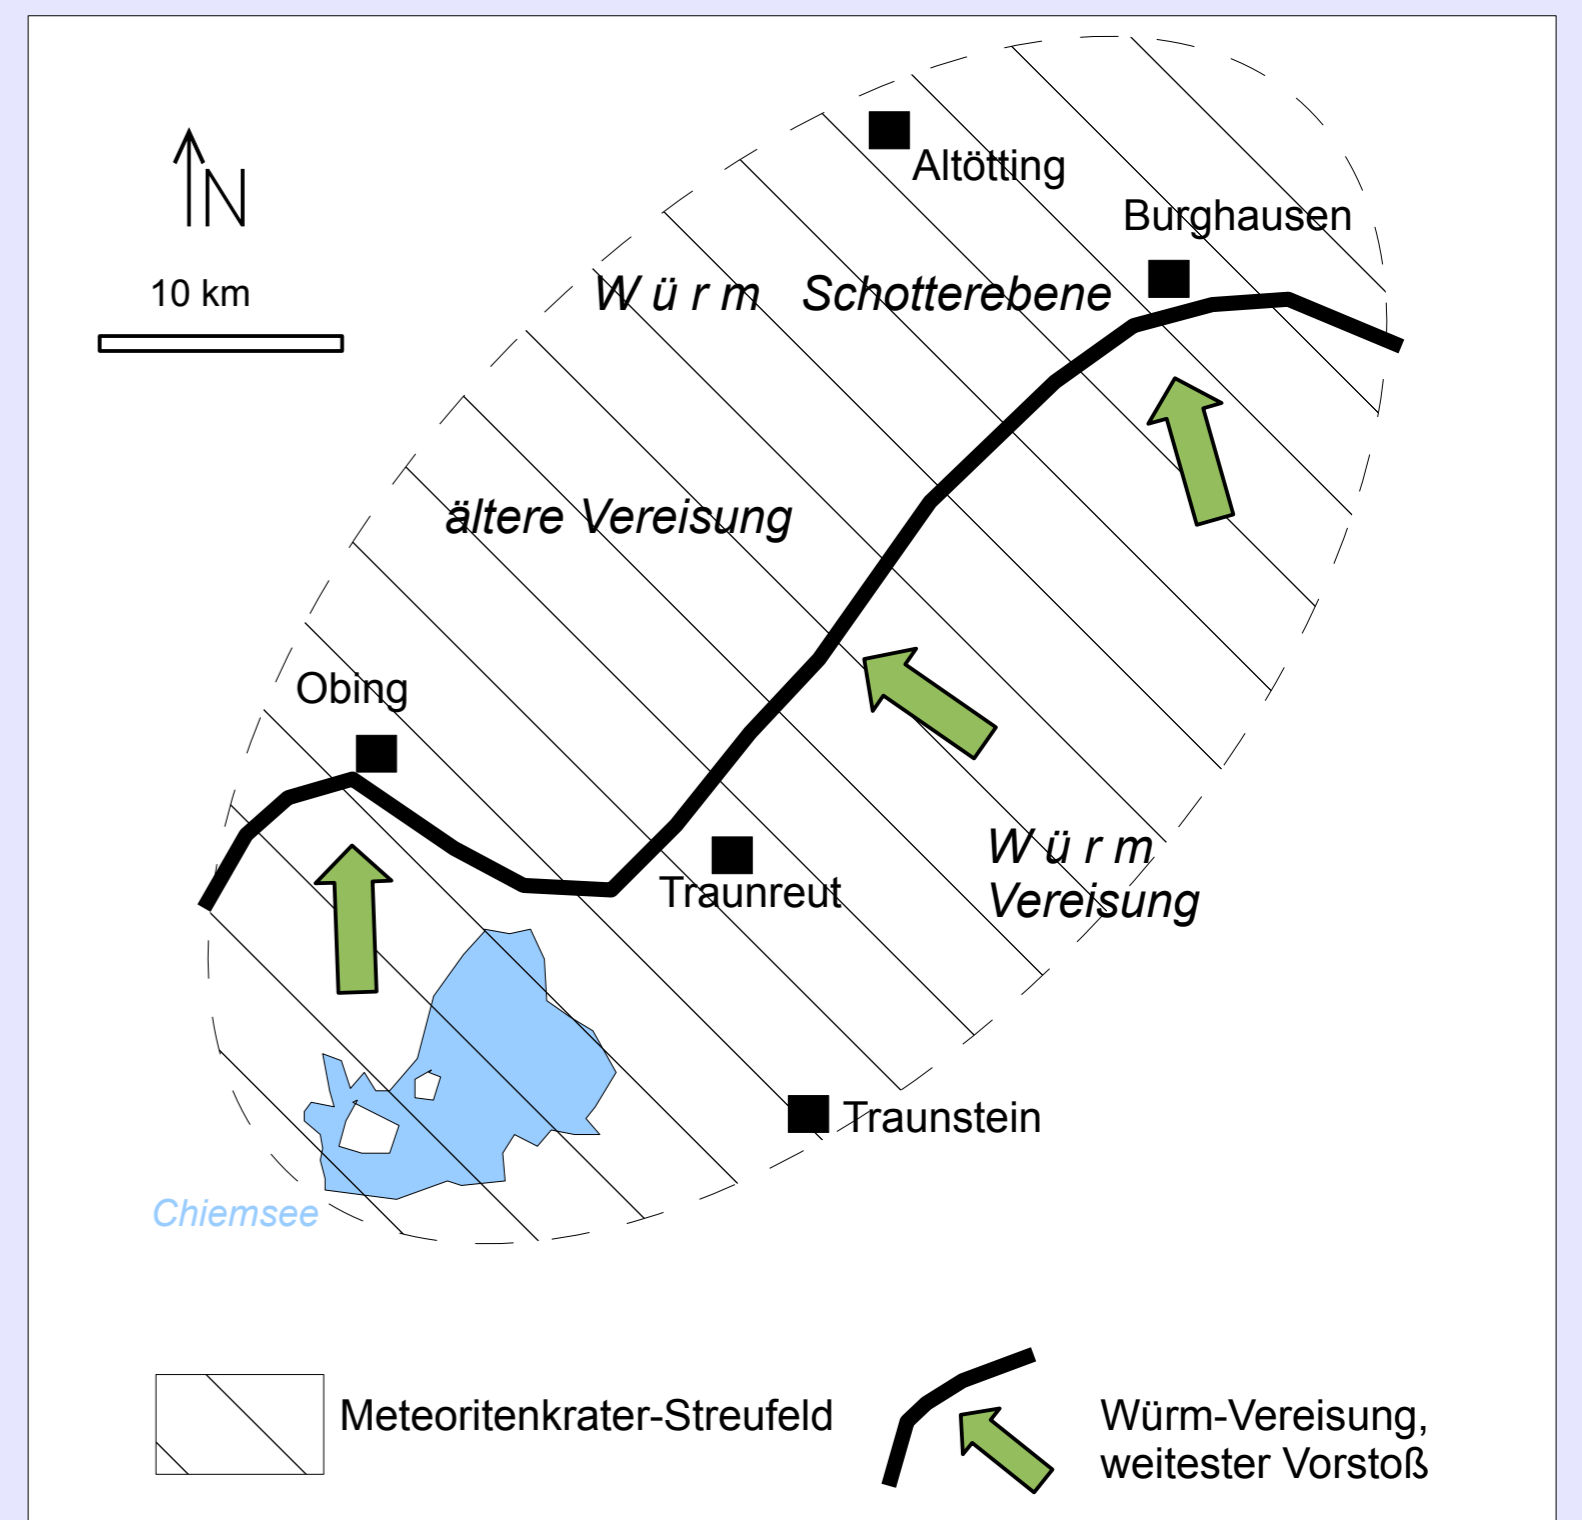 Altötting
N
Burghausen
10 km
W ü r m Schotterebene
ältere Vereisung
Obing
W ü r m
Vereisung
Traunreut
Traunstein
Chiemsee
Meteoritenkrater-Streufeld
Würm-Vereisung,
weitester Vorstoß